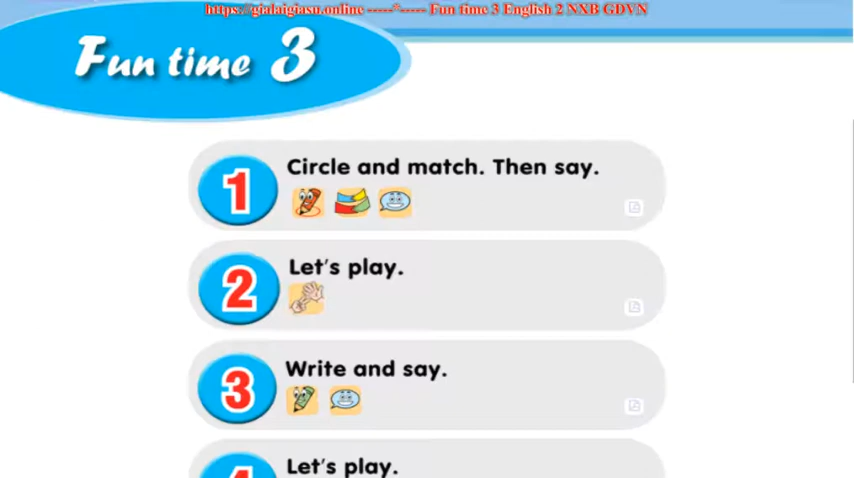 https://giaibaigiasu.online -----^----- Fun time 3 English 2 NXB GDVN
Fun time 3
1
Circle and match. Then say.
2
Let's play.
3
Write and say.
4
Let's play.